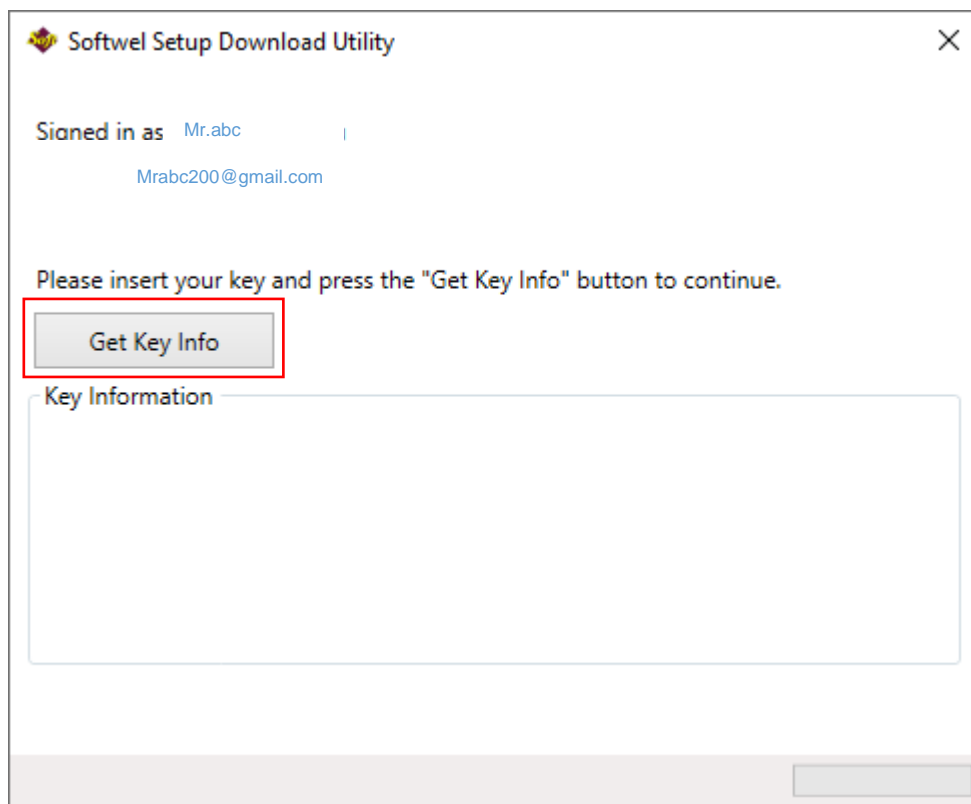 Softwel Setup Download Utility
Signed in as Mr.abc
Mrabc200@gmail.com
Please insert your key and press the "Get Key Info" button to continue.
Get Key Info
Key Information